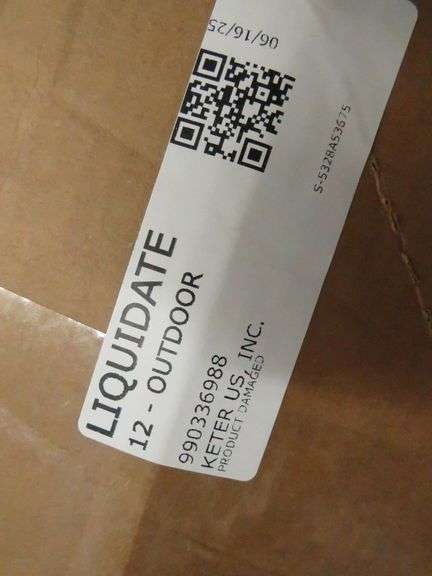 06/16/25
S-5328A53675
LIQUIDATE
12 - OUTDOOR
990336988
KETER US, INC.
PRODUCT DAMAGED